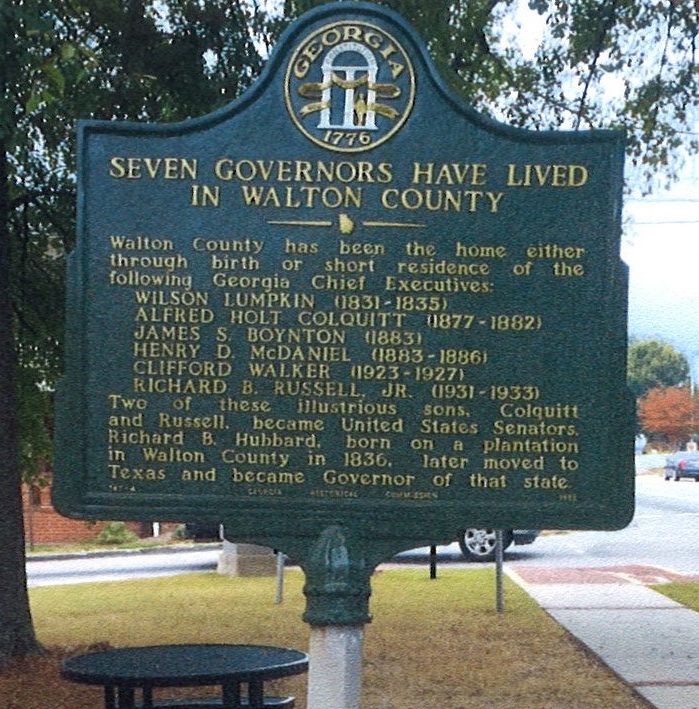 GEORGIA
1776
SEVEN GOVERNORS HAVE LIVED
IN WALTON COUNTY
Walton County has been the home either
through birth or short residence of the
following Georgia Chief Executives:
WILSON LUMPKIN (1831-1835)
ALFRED HOLT COLQUITT (1877-1882)
JAMES S. BOYNTON (1883)
HENRY D. McDANIEL (1883-1886)
CLIFFORD WALKER (1923-1927)
RICHARD B. RUSSELL, JR. (1931-1933)
Two of these illustrious sons, Colquitt
and Russell, became United States Senators.
Richard B. Hubbard, born on a plantation
in Walton County in 1836, later moved to
Texas and became Governor of that state.
GEORGIA HISTORICAL COMMISSION